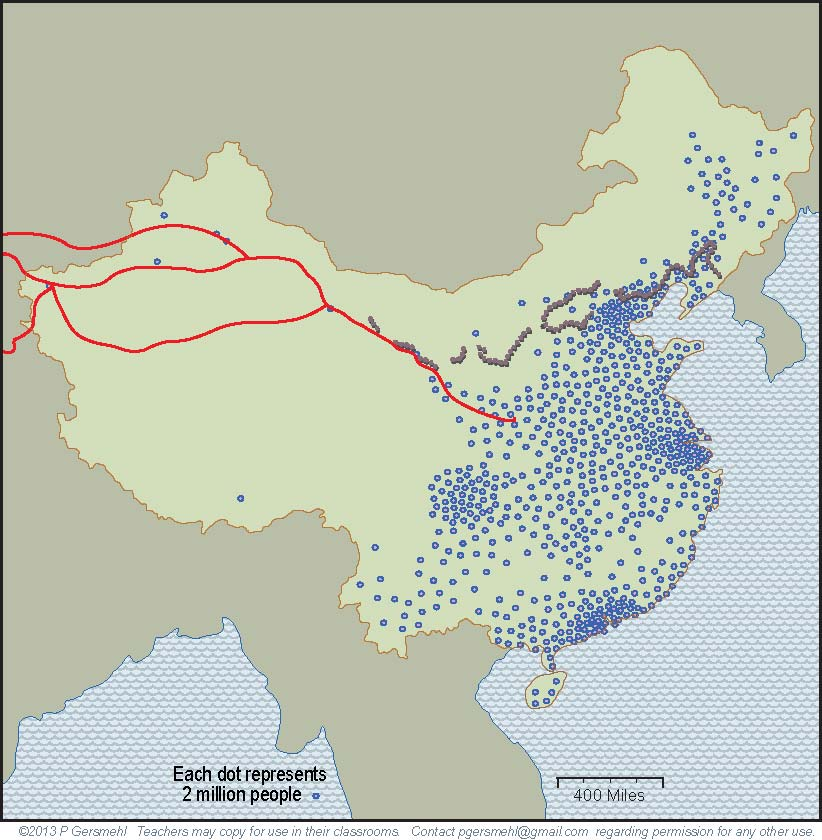 Each dot represents
2 million people
400 Miles
©2013 P Gersmehl Teachers may copy for use in their classrooms. Contact pgersmehl@gmail.com regarding permission for any other use.